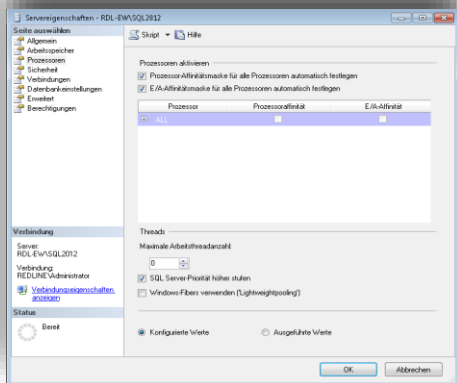 Servereigenschaften - RDL-EW\SQL2012
Seite auswählen
Allgemein
Arbeitsspeicher
Prozessoren
Sicherheit
Verbindungen
Datenbankeinstellungen
Erweitert
Berechtigungen
Skript
Hilfe
Prozessoren aktivieren
Prozessor-Affinitätsmaske für alle Prozessoren automatisch festlegen
E/A-Affinitätsmaske für alle Prozessoren automatisch festlegen
Prozessor Prozessoraffinität E/A-Affinität
ALL
Threads
Maximale Arbeitsthreadanzahl
0
SQL Server-Priorität höher stufen
Windows-Fibers verwenden ('Lightweightpooling')
Konfigurierte Werte
Ausgeführte Werte
Verbindung
Server:
RDL-EW\SQL2012
Verbindung:
REDLINE\Administrator
Verbindungseigenschaften
anzeigen
Status
Bereit
OK
Abbrechen